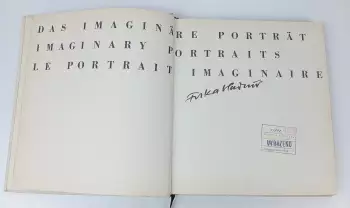 DAS IMAGINÄRE PORTRÄT
IMAGINARY PORTRAITS
LE PORTRAIT IMAGINAIRE